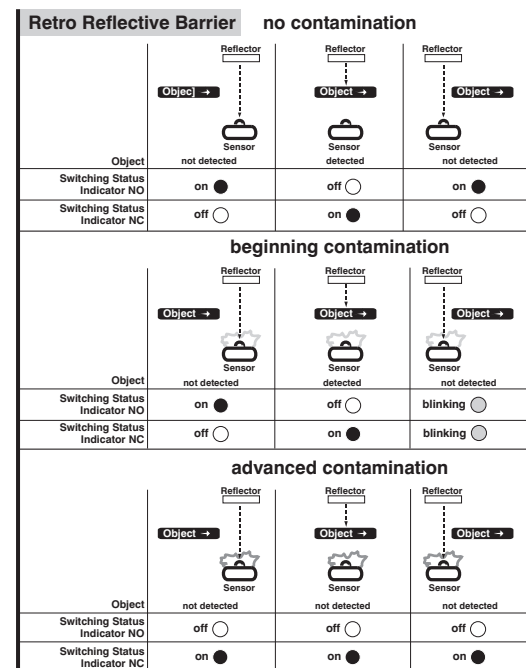 Retro Reflective Barrier no contamination
Reflector Reflector Reflector
Objec] → Object → Object →
Sensor Sensor Sensor
Object not detected detected not detected
Switching Status
Indicator NO on off on
Switching Status
Indicator NC off on off
beginning contamination
Reflector Reflector Reflector
Object → Object → Object →
Sensor Sensor Sensor
Object not detected detected not detected
Switching Status
Indicator NO on off blinking
Switching Status
Indicator NC off on blinking
advanced contamination
Reflector Reflector Reflector
Object → Object → Object →
Sensor Sensor Sensor
Object not detected not detected not detected
Switching Status
Indicator NO off off off
Switching Status
Indicator NC on on on